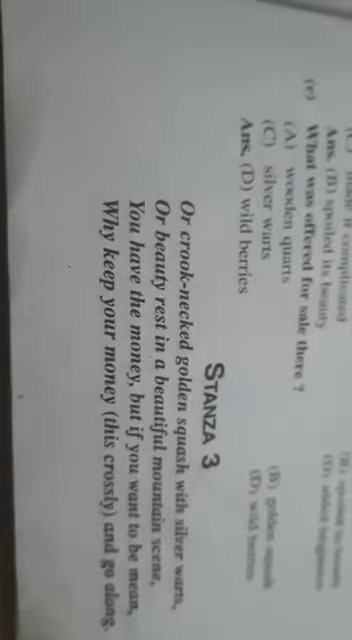 made it complicated
Ans. (B) spoiled its beauty
(v) What was offered for sale there ?
(A) wooden quarts
(B) golden squash
(C) silver warts
(D) wild berries
Ans. (D) wild berries
STANZA 3
Or crook-necked golden squash with silver warts,
Or beauty rest in a beautiful mountain scene,
You have the money, but if you want to be mean,
Why keep your money (this crossly) and go along.